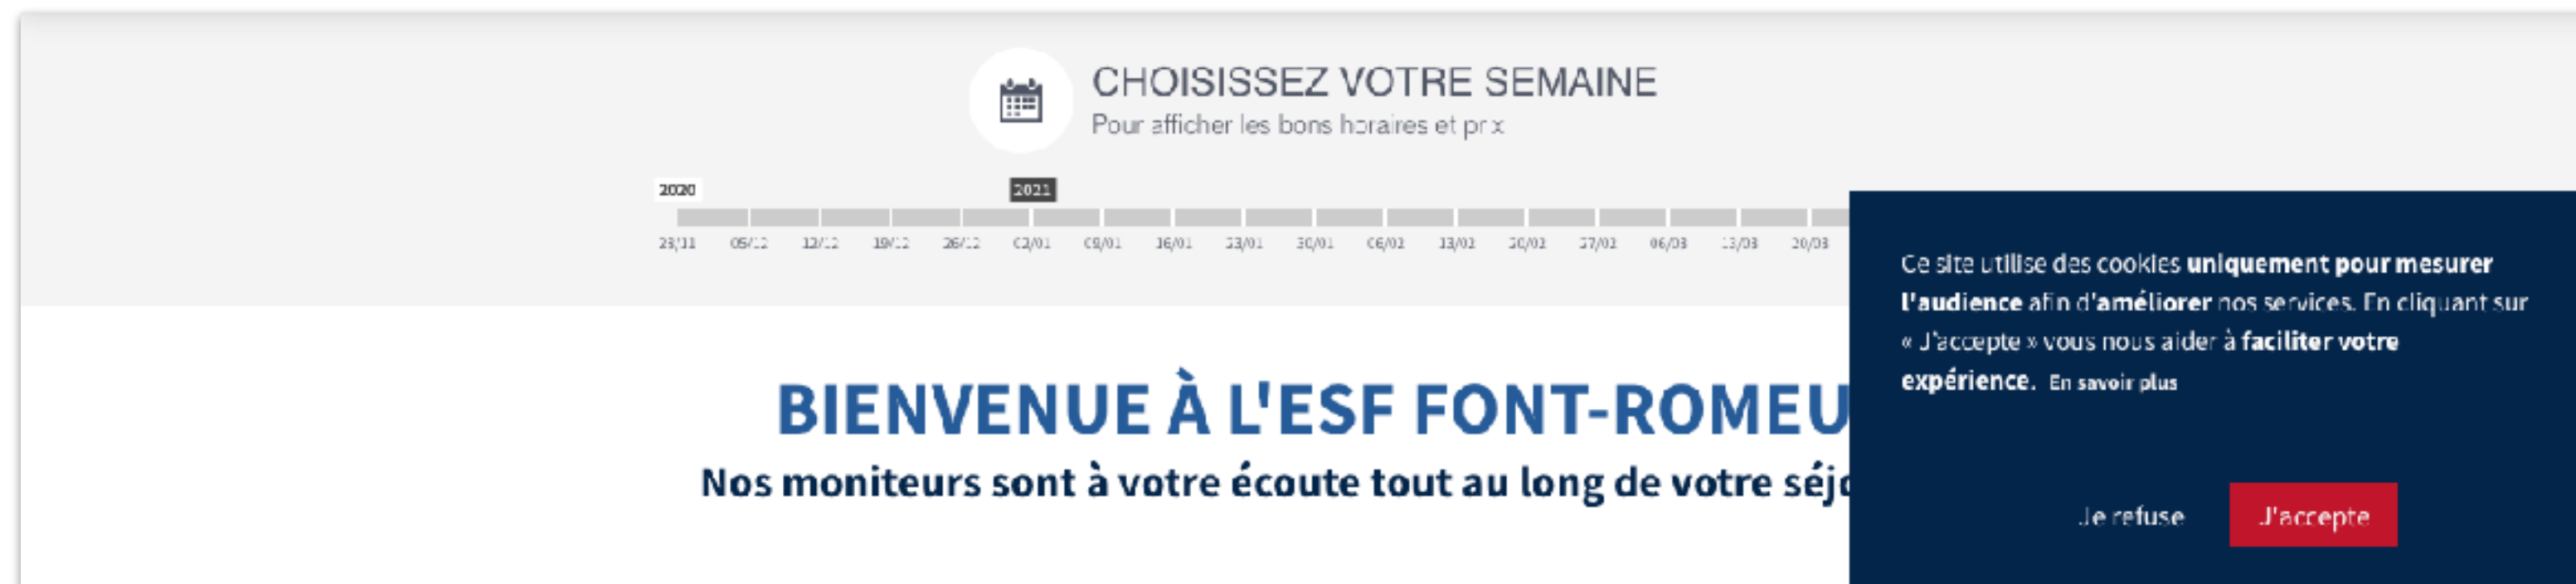 CHOISISSEZ VOTRE SEMAINE
Pour afficher les bons horaires et prix
2020 2021
28/11 05/12 12/12 19/12 26/12 02/01 09/01 16/01 23/01 30/01 06/02 13/02 20/02 27/02 06/03 13/03 20/03
Ce site utilise des cookies uniquement pour mesurer
l'audience afin d'améliorer nos services. En cliquant sur
« J'accepte » vous nous aider à faciliter votre
expérience. En savoir plus
Je refuse J'accepte
BIENVENUE À L'ESF FONT-ROMEU
Nos moniteurs sont à votre écoute tout au long de votre séjo